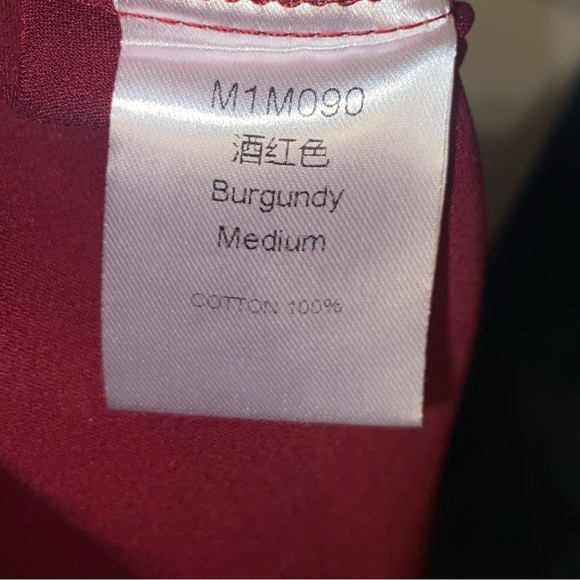 M1M090
酒红色
Burgundy
Medium
COTTON 100%